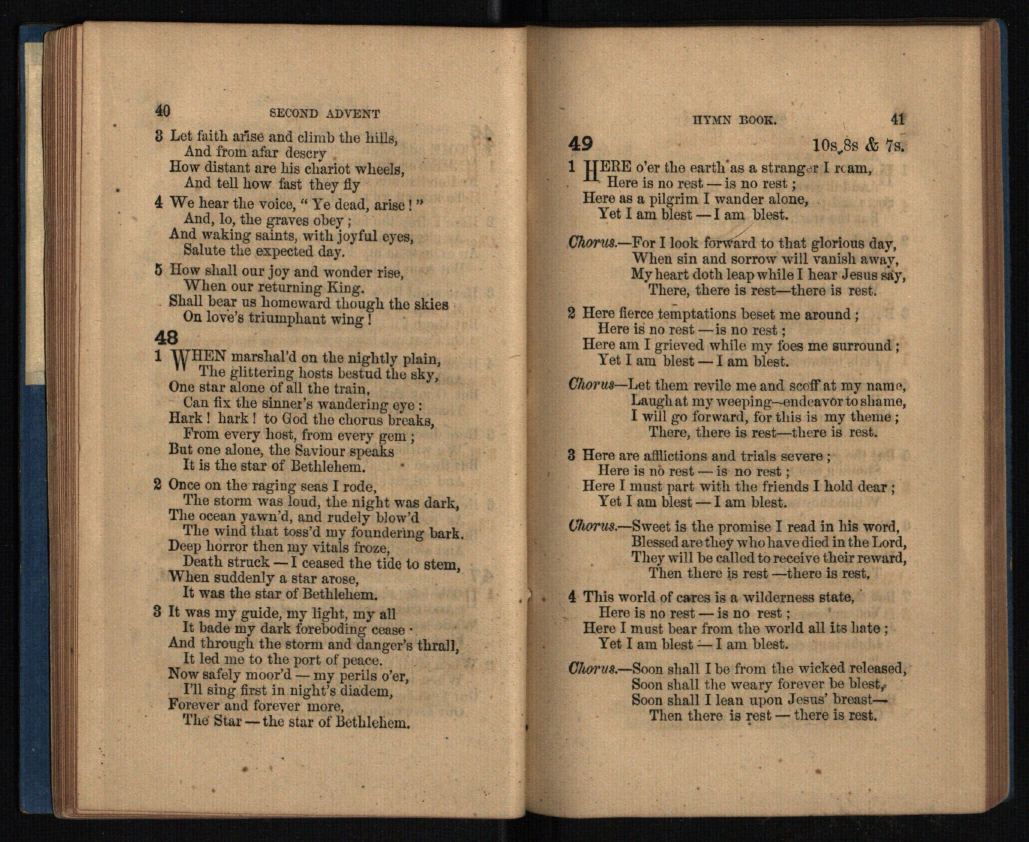 40 SECOND ADVENT
3 Let faith arise and climb the hills,
And from afar descry
How distant are his chariot wheels,
And tell how fast they fly
4 We hear the voice, “ Ye dead, arise ! ”
And, lo, the graves obey ;
And waking saints, with joyful eyes,
Salute the expected day.
5 How shall our joy and wonder rise,
When our returning King.
Shall bear us homeward though the skies
On love's triumphant wing !
48
1 WHEN marshal'd on the nightly plain,
The glittering hosts bestud the sky,
One star alone of all the train,
Can fix the sinner's wandering eye :
Hark ! hark ! to God the chorus breaks,
From every host, from every gem ;
But one alone, the Saviour speaks
It is the star of Bethlehem.
2 Once on the raging seas I rode,
The storm was loud, the night was dark,
The ocean yawn'd, and rudely blow'd
The wind that toss'd my foundering bark.
Deep horror then my vitals froze,
Death struck — I ceased the tide to stem,
When suddenly a star arose,
It was the star of Bethlehem.
3 It was my guide, my light, my all
It bade my dark foreboding cease ·
And through the storm and danger's thrall,
It led me to the port of peace.
Now safely moor'd — my perils o'er,
I'll sing first in night's diadem,
Forever and forever more,
The Star — the star of Bethlehem.
HYMN BOOK. 41
49 10s, 8s & 7s.
1 HERE o'er the earth as a stranger I roam,
Here is no rest — is no rest ;
Here as a pilgrim I wander alone,
Yet I am blest — I am blest.
Chorus.—For I look forward to that glorious day,
When sin and sorrow will vanish away,
My heart doth leap while I hear Jesus say,
There, there is rest—there is rest.
2 Here fierce temptations beset me around ;
Here is no rest — is no rest ;
Here am I grieved while my foes me surround ;
Yet I am blest — I am blest.
Chorus—Let them revile me and scoff at my name,
Laugh at my weeping—endeavor to shame,
I will go forward, for this is my theme ;
There, there is rest—there is rest.
3 Here are afflictions and trials severe ;
Here is no rest — is no rest ;
Here I must part with the friends I hold dear ;
Yet I am blest — I am blest.
Chorus.—Sweet is the promise I read in his word,
Blessed are they who have died in the Lord,
They will be called to receive their reward,
Then there is rest —there is rest,
4 This world of cares is a wilderness state,
Here is no rest — is no rest ;
Here I must bear from the world all its hate ;
Yet I am blest — I am blest.
Chorus.—Soon shall I be from the wicked released,
Soon shall the weary forever be blest,
Soon shall I lean upon Jesus' breast—
Then there is rest — there is rest.